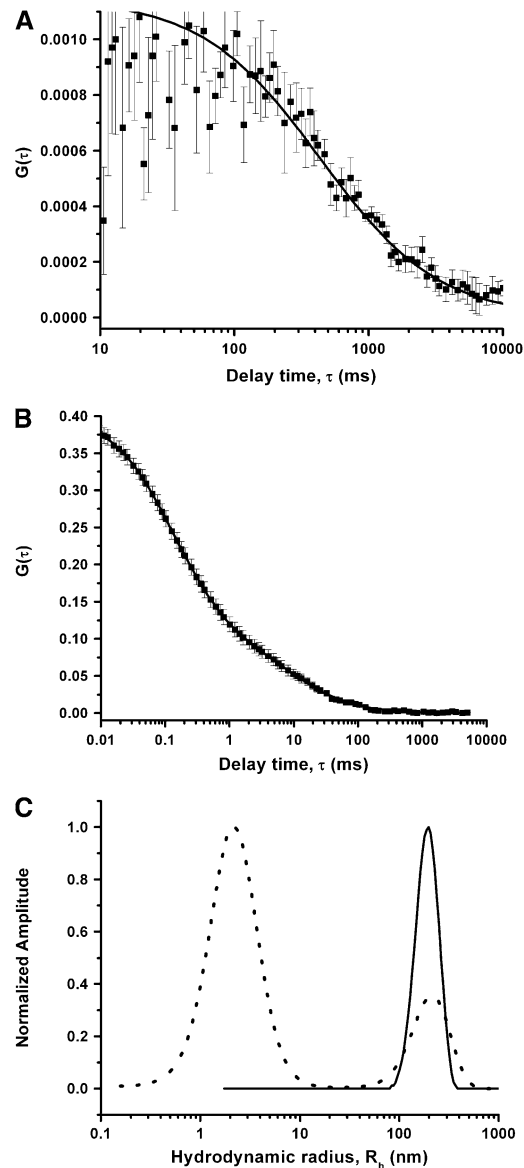 A
0.0010
0.0008
0.0006
0.0004
0.0002
0.0000
G(τ)
10 100 1000 10000
Delay time, τ (ms)
B
0.40
0.35
0.30
0.25
0.20
0.15
0.10
0.05
0.00
G(τ)
0.01 0.1 1 10 100 1000 10000
Delay time, τ (ms)
C
1.0
0.8
0.6
0.4
0.2
0.0
Normalized Amplitude
0.1 1 10 100 1000
Hydrodynamic radius, R_h (nm)